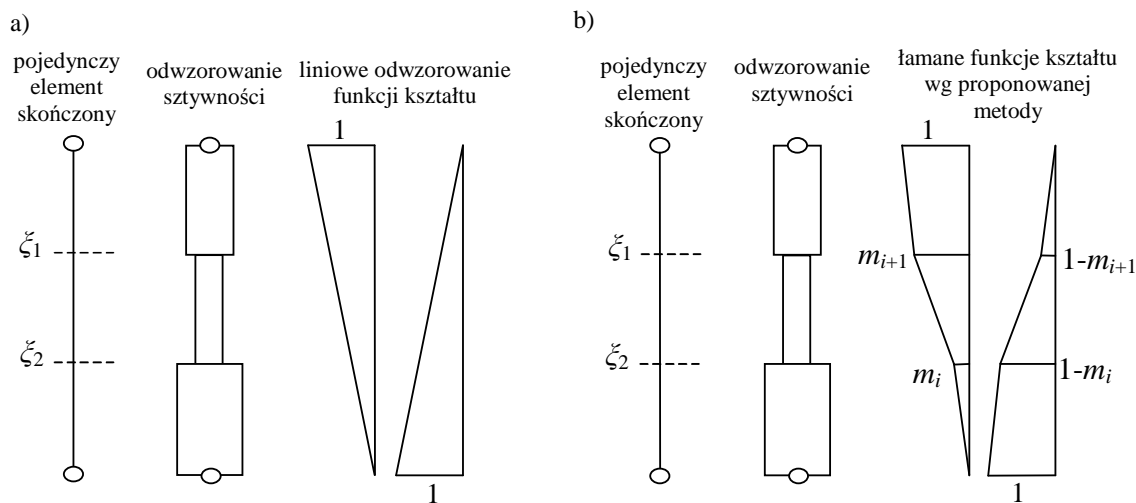 a)
pojedynczy
element
skończony
odwzorowanie
sztywności
liniowe odwzorowanie
funkcji kształtu
1
ξ1
ξ2
1
b)
pojedynczy
element
skończony
odwzorowanie
sztywności
łamane funkcje kształtu
wg proponowanej
metody
1
ξ1
mi+1
1-mi+1
ξ2
mi
1-mi
1